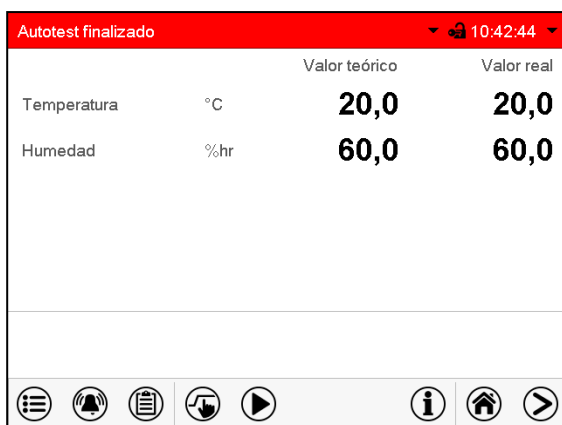 Autotest finalizado 10:42:44
Valor teórico Valor real
Temperatura °C 20,0 20,0
Humedad %hr 60,0 60,0